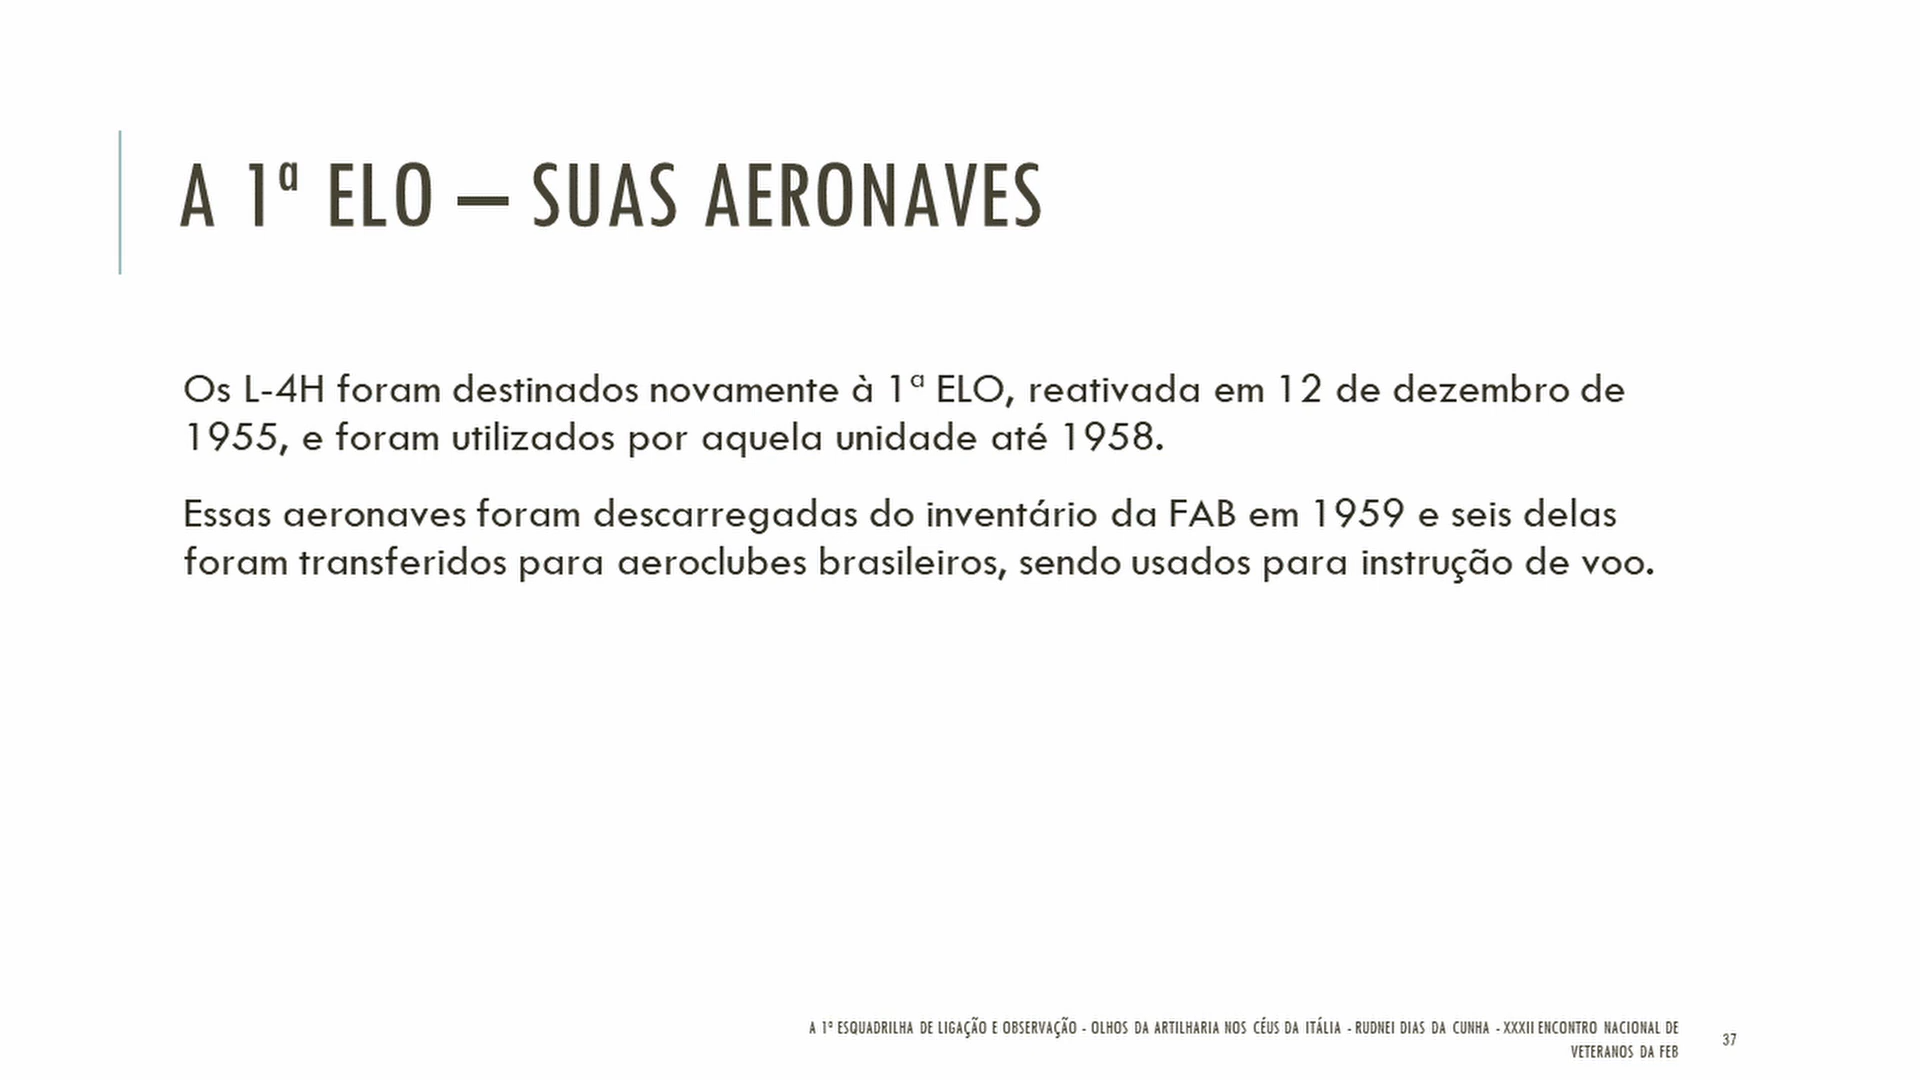 A 1ª ELO – SUAS AERONAVES
Os L-4H foram destinados novamente à 1ª ELO, reativada em 12 de dezembro de
1955, e foram utilizados por aquela unidade até 1958.
Essas aeronaves foram descarregadas do inventário da FAB em 1959 e seis delas
foram transferidos para aeroclubes brasileiros, sendo usados para instrução de voo.
A 1ª ESQUADRILHA DE LIGAÇÃO E OBSERVAÇÃO - OLHOS DA ARTILHARIA NOS CÉUS DA ITÁLIA - RUDNEI DIAS DA CUNHA - XXXII ENCONTRO NACIONAL DE
VETERANOS DA FEB
37